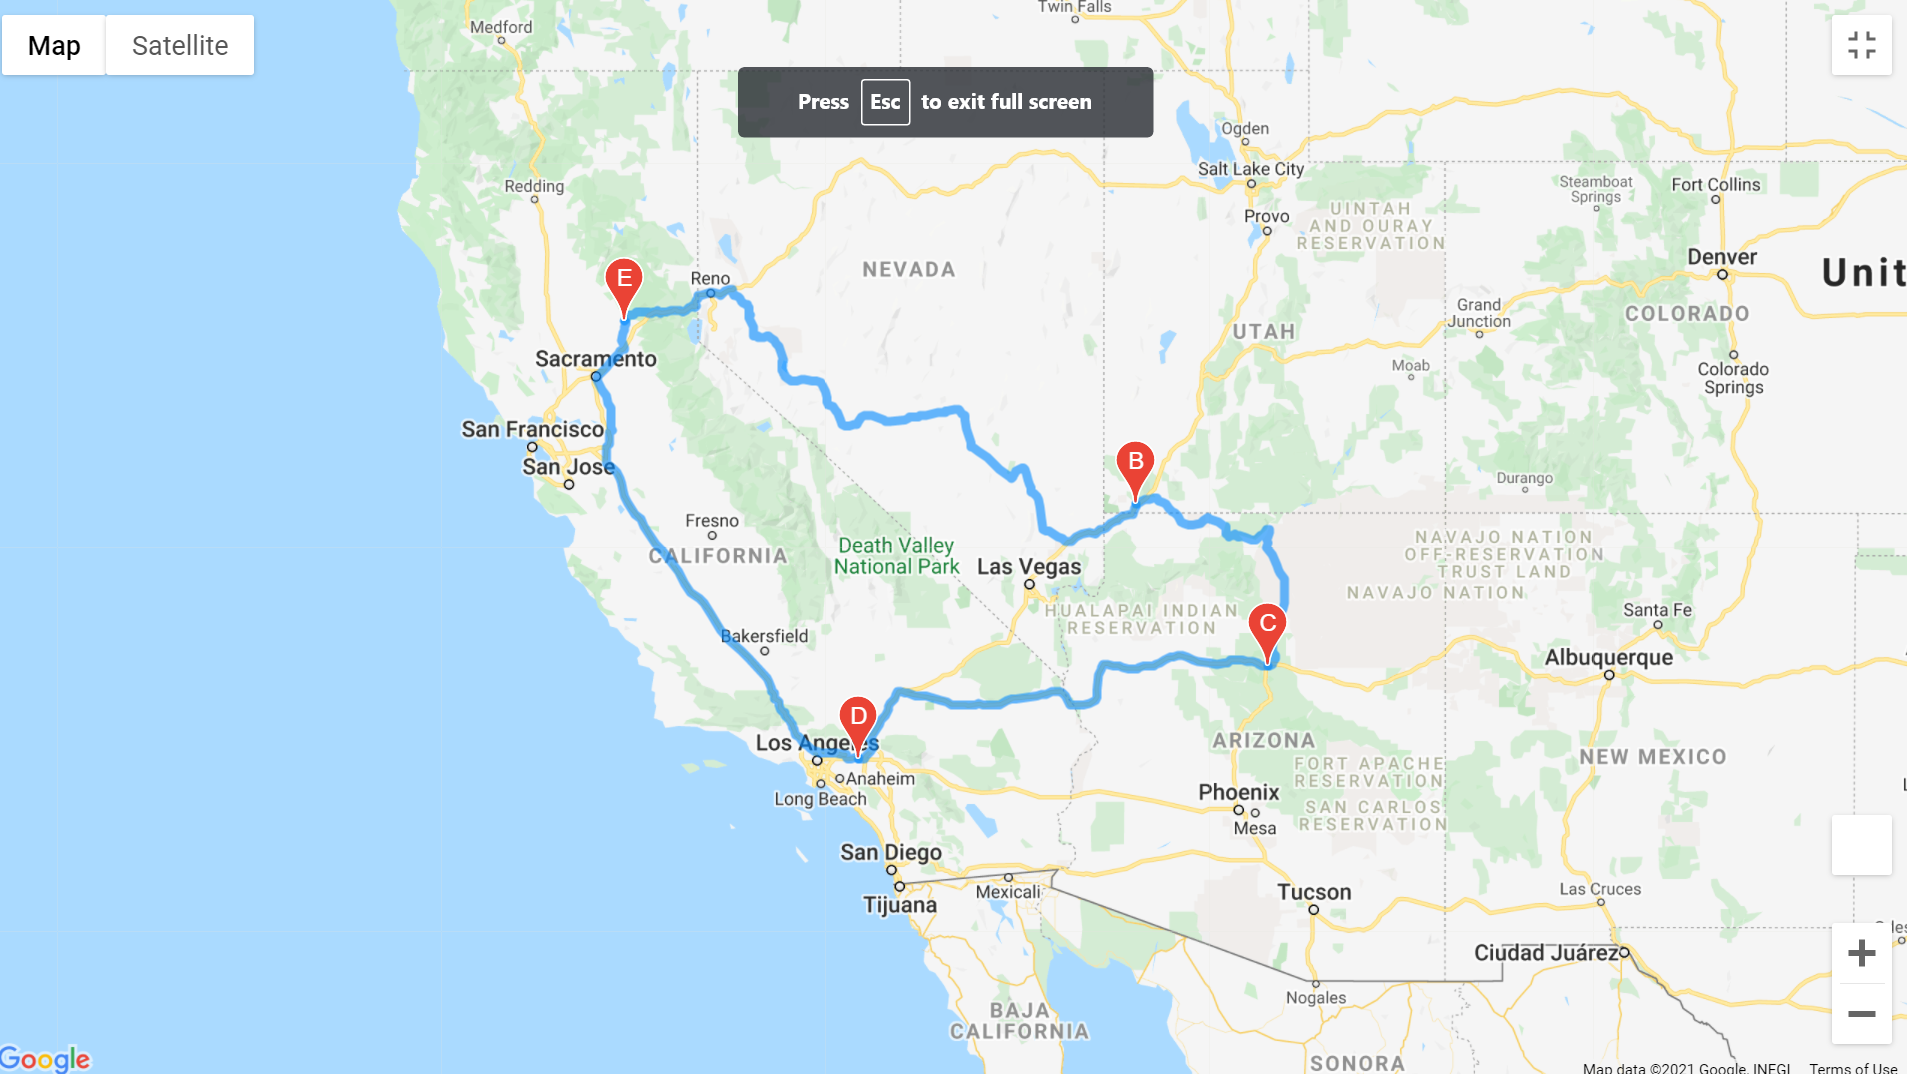 Map
Satellite
Medford
Twin Falls
Press Esc to exit full screen
Ogden
Salt Lake City
Redding
Provo
Steamboat
Springs
Fort Collins
UINTAH
AND OURAY
RESERVATION
Denver
Unit
E
Reno
NEVADA
Grand
Junction
COLORADO
UTAH
Sacramento
Moab
Colorado
Springs
San Francisco
San Jose
B
Durango
Fresno
CALIFORNIA
Death Valley
National Park
Las Vegas
NAVAJO NATION
OFF-RESERVATION
TRUST LAND
NAVAJO NATION
HUALAPAI INDIAN
RESERVATION
C
Santa Fe
Bakersfield
Albuquerque
D
Los Angeles
Anaheim
Long Beach
ARIZONA
FORT APACHE
RESERVATION
NEW MEXICO
Phoenix
Mesa
SAN CARLOS
RESERVATION
San Diego
Tijuana
Mexicali
Tucson
Las Cruces
Ciudad Juárez
Nogales
BAJA
CALIFORNIA
SONORA
Google
Map data ©2021 Google, INEGI
Terms of Use